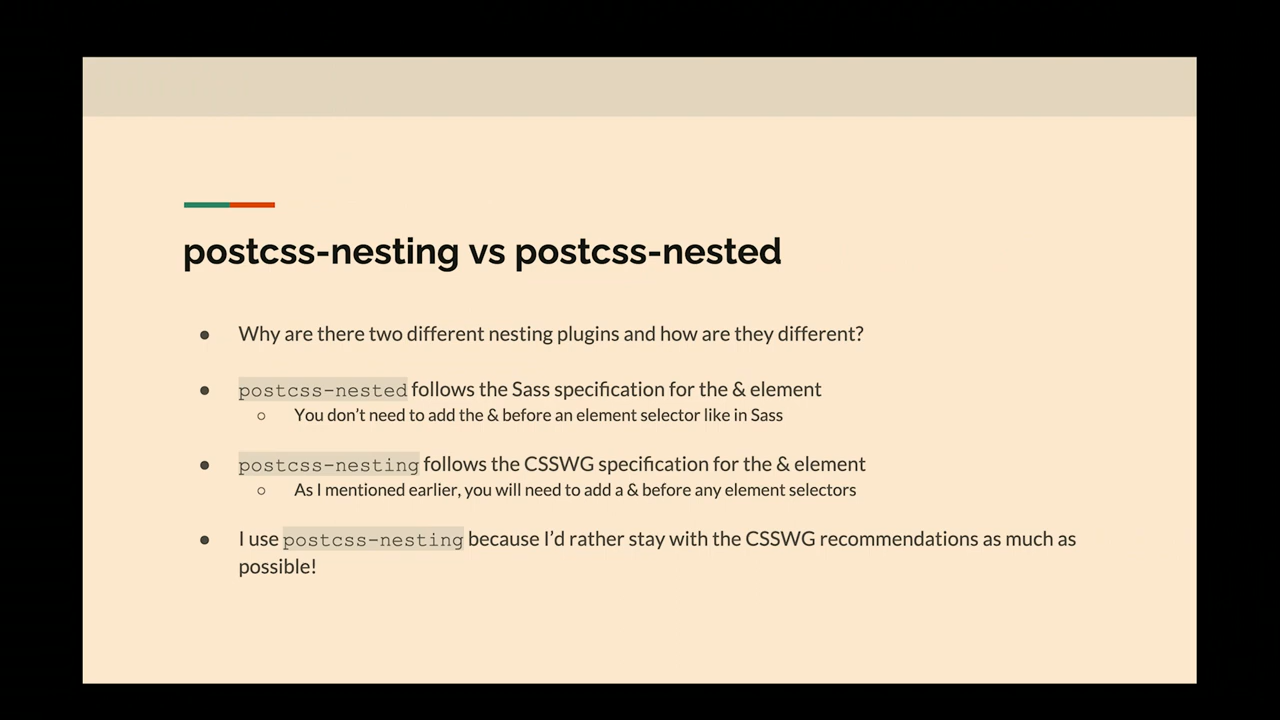 postcss-nesting vs postcss-nested
● Why are there two different nesting plugins and how are they different?
● postcss-nested follows the Sass specification for the & element
○ You don’t need to add the & before an element selector like in Sass
● postcss-nesting follows the CSSWG specification for the & element
○ As I mentioned earlier, you will need to add a & before any element selectors
● I use postcss-nesting because I’d rather stay with the CSSWG recommendations as much as
possible!